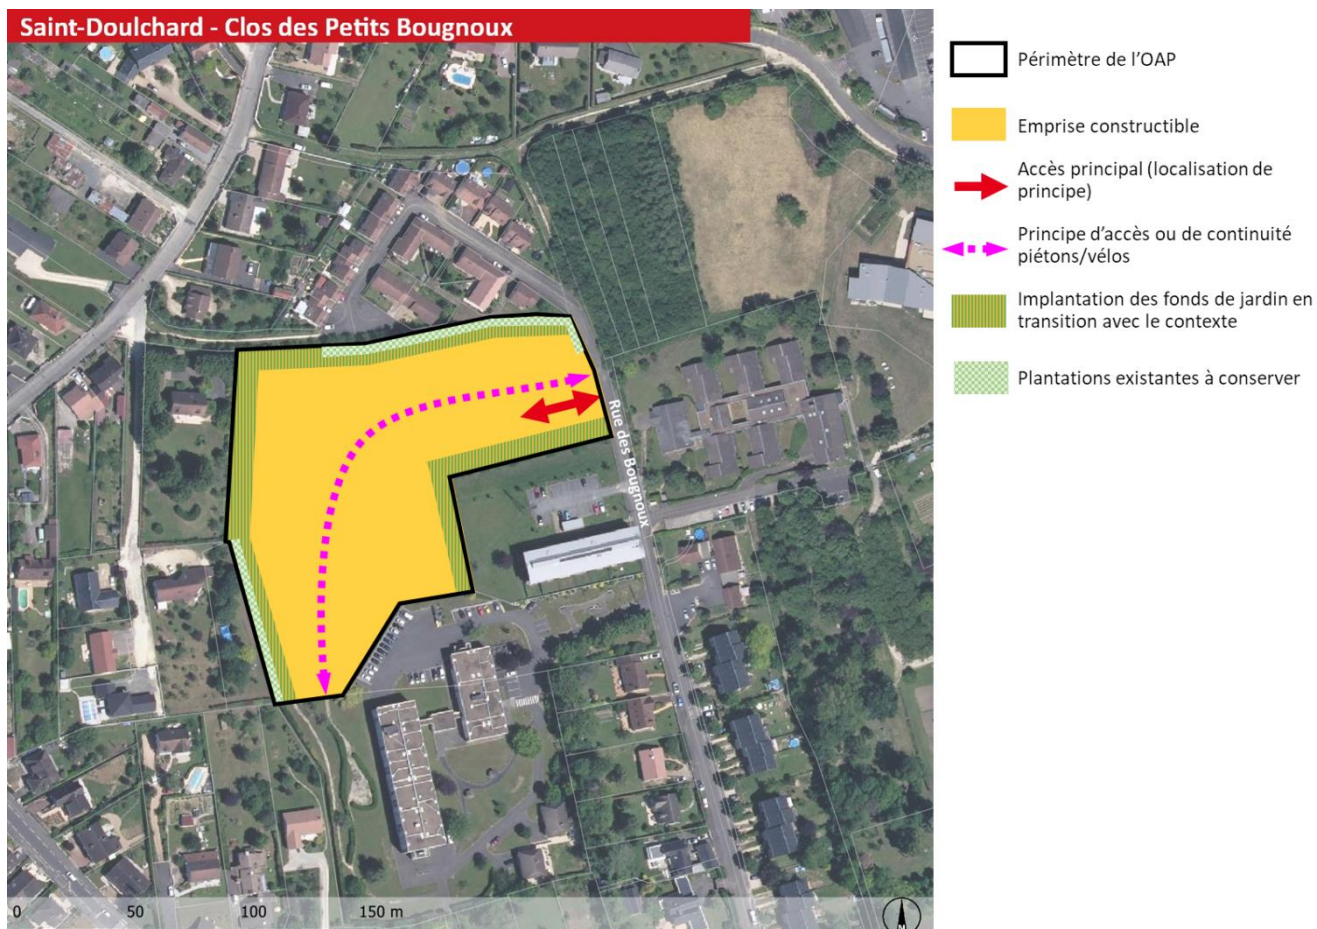 Saint-Doulchard - Clos des Petits Bougnoux
Périmètre de l’OAP
Emprise constructible
Accès principal (localisation de
principe)
Principe d’accès ou de continuité
piétons/vélos
Implantation des fonds de jardin en
transition avec le contexte
Plantations existantes à conserver
Rue des Bougnoux
0 50 100 150 m
N